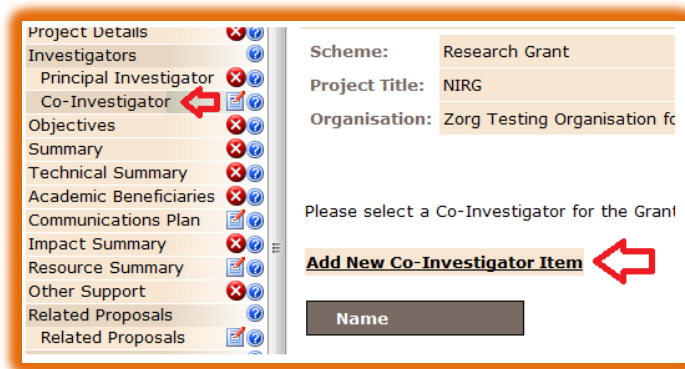 Project Details
Investigators
Principal Investigator
Co-Investigator
Objectives
Summary
Technical Summary
Academic Beneficiaries
Communications Plan
Impact Summary
Resource Summary
Other Support
Related Proposals
Related Proposals
Scheme: Research Grant
Project Title: NIRG
Organisation: Zorg Testing Organisation fo
Please select a Co-Investigator for the Grant
Add New Co-Investigator Item
Name